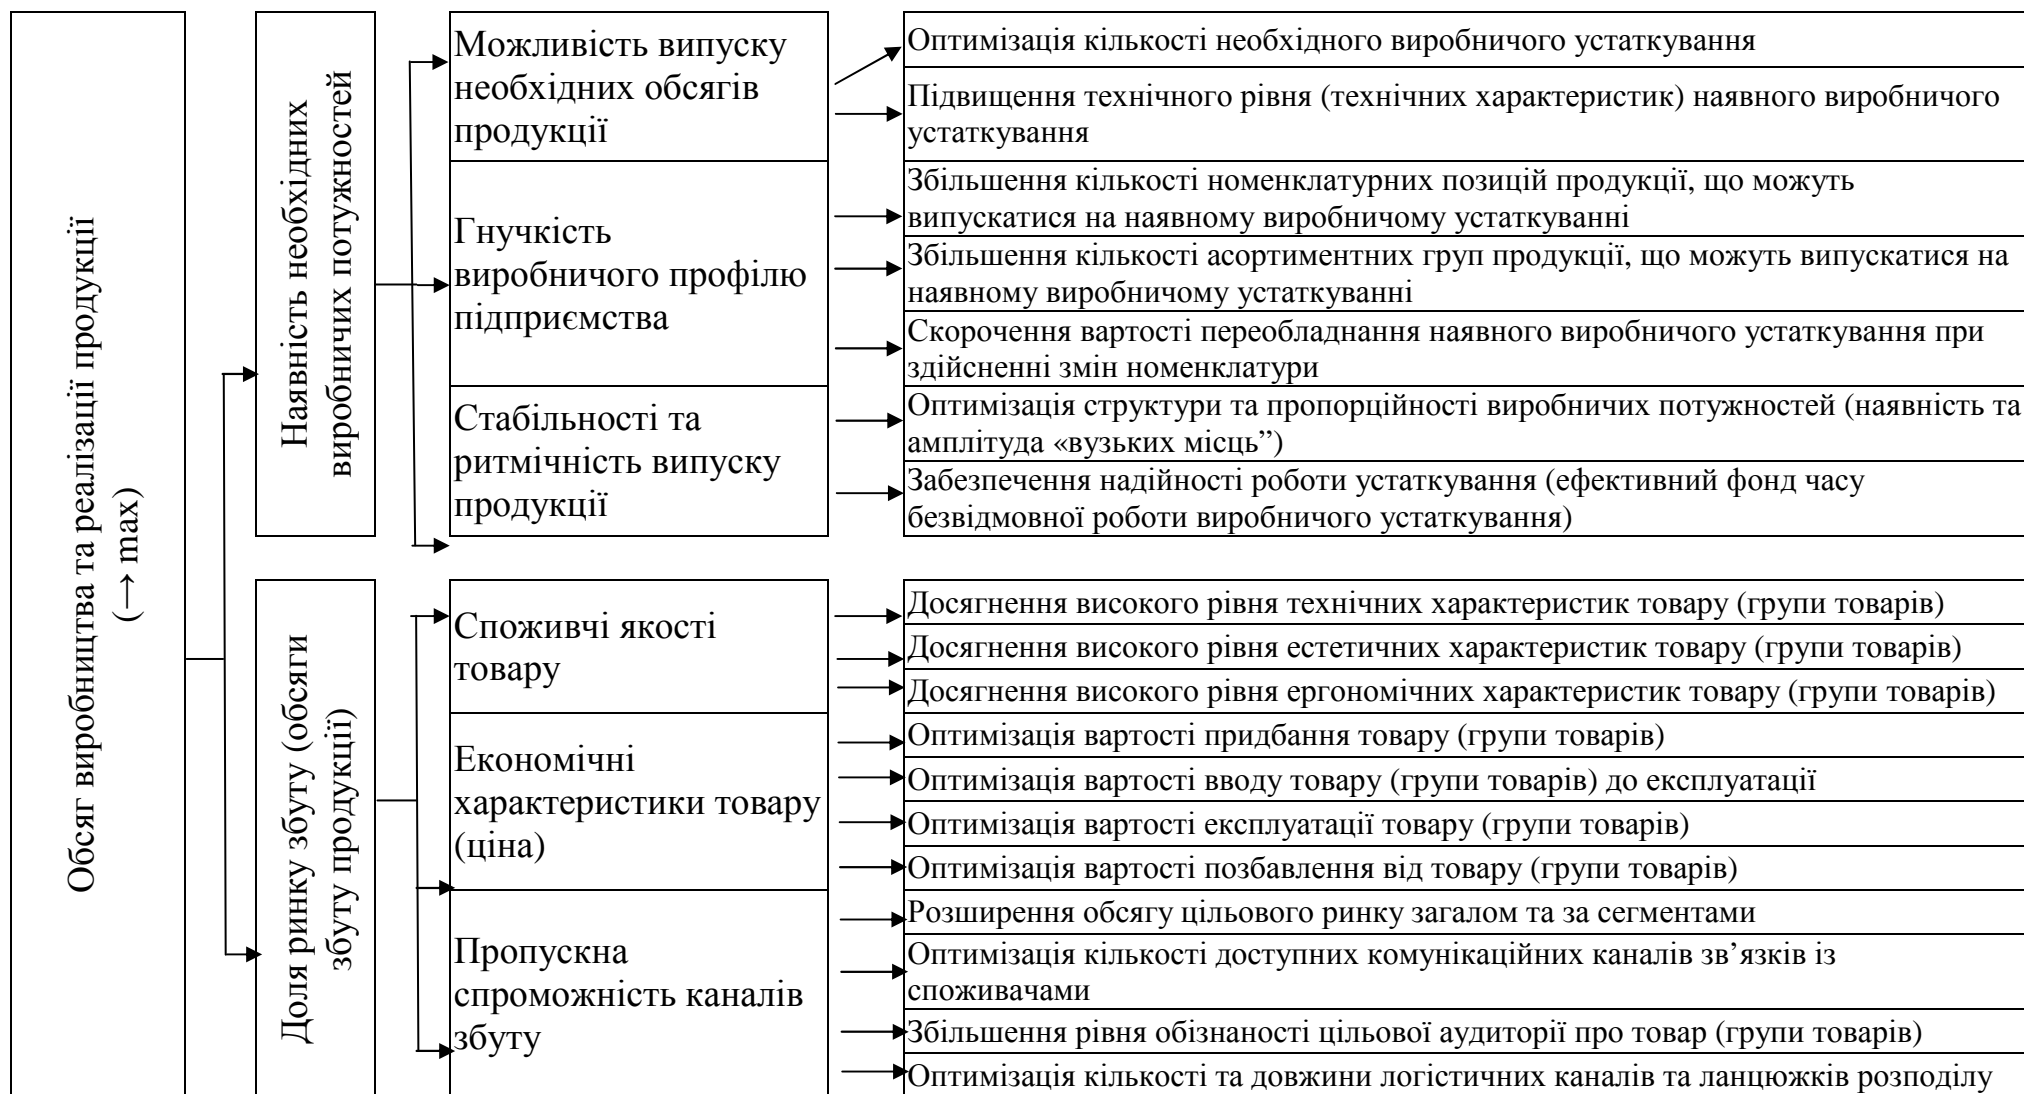 Обсяг виробництва та реалізації продукції
(→ max)
Наявність необхідних
виробничих потужностей
Можливість випуску
необхідних обсягів
продукції
Оптимізація кількості необхідного виробничого устаткування
Підвищення технічного рівня (технічних характеристик) наявного виробничого
устаткування
Гнучкість
виробничого профілю
підприємства
Збільшення кількості номенклатурних позицій продукції, що можуть
випускатися на наявному виробничому устаткуванні
Збільшення кількості асортиментних груп продукції, що можуть випускатися на
наявному виробничому устаткуванні
Скорочення вартості переобладнання наявного виробничого устаткування при
здійсненні змін номенклатури
Стабільності та
ритмічність випуску
продукції
Оптимізація структури та пропорційності виробничих потужностей (наявність та
амплітуда «вузьких місць”)
Забезпечення надійності роботи устаткування (ефективний фонд часу
безвідмовної роботи виробничого устаткування)
Доля ринку збуту (обсяги
збуту продукції)
Споживчі якості
товару
Досягнення високого рівня технічних характеристик товару (групи товарів)
Досягнення високого рівня естетичних характеристик товару (групи товарів)
Досягнення високого рівня ергономічних характеристик товару (групи товарів)
Економічні
характеристики товару
(ціна)
Оптимізація вартості придбання товару (групи товарів)
Оптимізація вартості вводу товару (групи товарів) до експлуатації
Оптимізація вартості експлуатації товару (групи товарів)
Оптимізація вартості позбавлення від товару (групи товарів)
Пропускна
спроможність каналів
збуту
Розширення обсягу цільового ринку загалом та за сегментами
Оптимізація кількості доступних комунікаційних каналів зв’язків із
споживачами
Збільшення рівня обізнаності цільової аудиторії про товар (групи товарів)
Оптимізація кількості та довжини логістичних каналів та ланцюжків розподілу